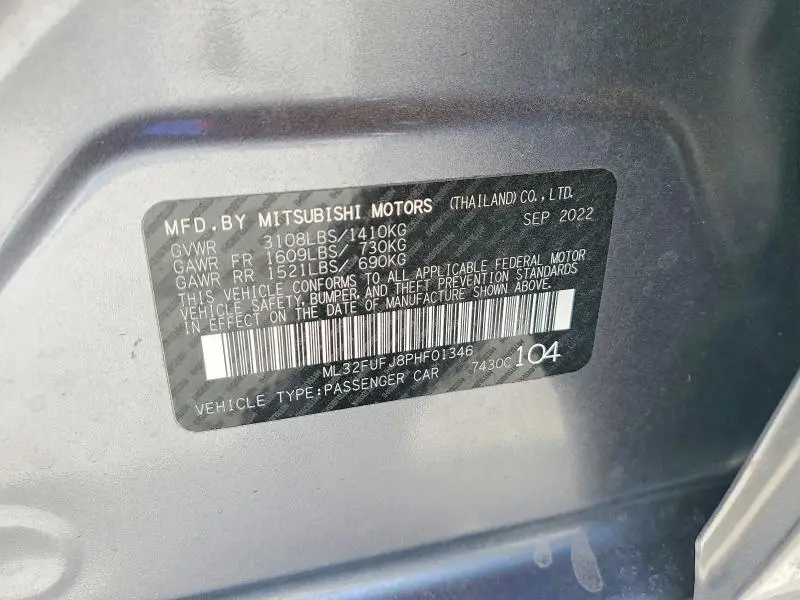 MFD.BY MITSUBISHI MOTORS (THAILAND)CO.,LTD.
SEP 2022
GVWR 3108LBS/1410KG
GAWR FR 1609LBS/ 730KG
GAWR RR 1521LBS/ 690KG
THIS VEHICLE CONFORMS TO ALL APPLICABLE FEDERAL MOTOR
VEHICLE SAFETY, BUMPER, AND THEFT PREVENTION STANDARDS
IN EFFECT ON THE DATE OF MANUFACTURE SHOWN ABOVE.
ML32FUFJ8PHF01346
7430C 104
VEHICLE TYPE:PASSENGER CAR